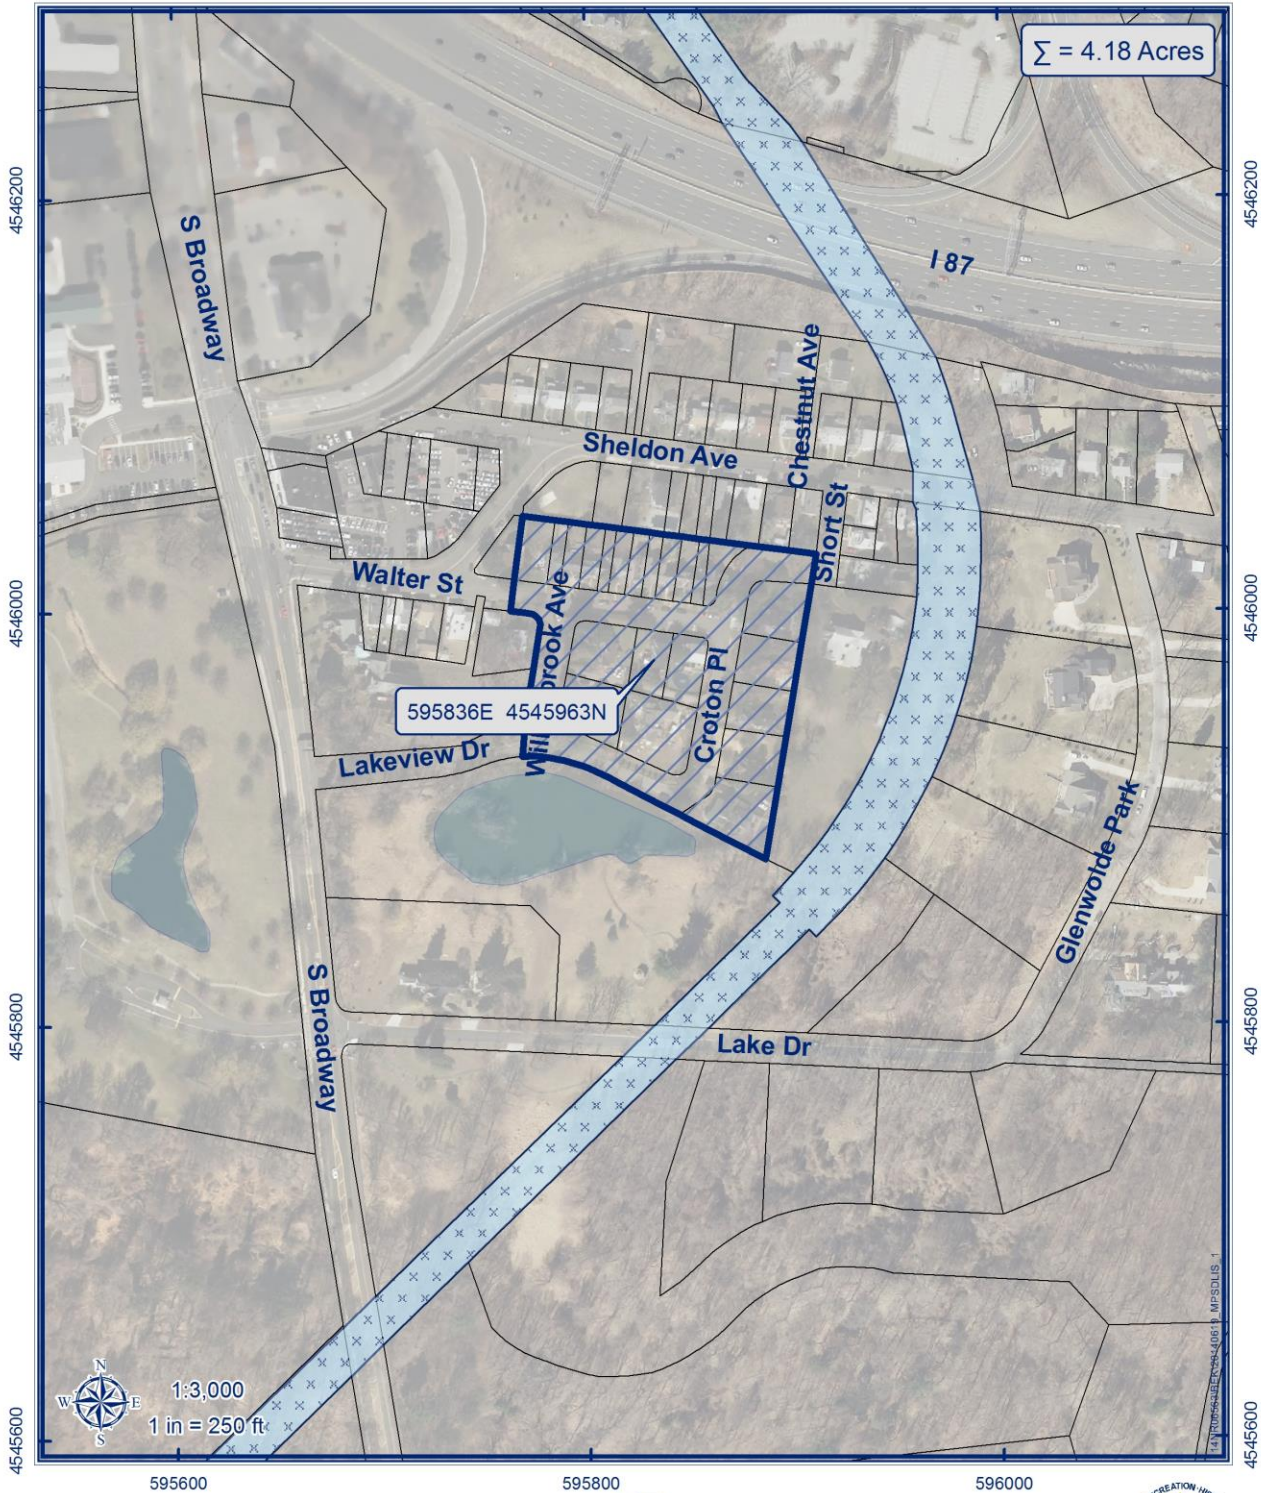 ∑ = 4.18 Acres
4546200
4546200
S Broadway
I 87
Chestnut Ave
Sheldon Ave
Short St
Walter St
4546000
4546000
brook Ave
595836E 4545963N
Croton Pl
Lakeview Dr
Glenwolde Park
S Broadway
Lake Dr
4545800
4545800
N
W E
S
1:3,000
1 in = 250 ft
4545600
4545600
595600
595800
596000